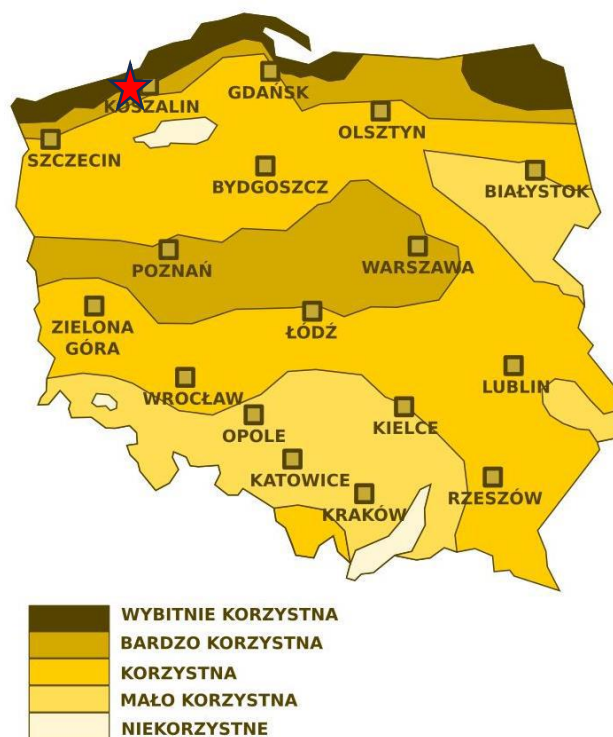 KOSZALIN
GDAŃSK
OLSZTYN
SZCZECIN
BYDGOSZCZ
BIAŁYSTOK
POZNAŃ
WARSZAWA
ZIELONA
GÓRA
ŁÓDŹ
WROCŁAW
LUBLIN
OPOLE
KIELCE
KATOWICE
KRAKÓW
RZESZÓW
WYBITNIE KORZYSTNA
BARDZO KORZYSTNA
KORZYSTNA
MAŁO KORZYSTNA
NIEKORZYSTNE